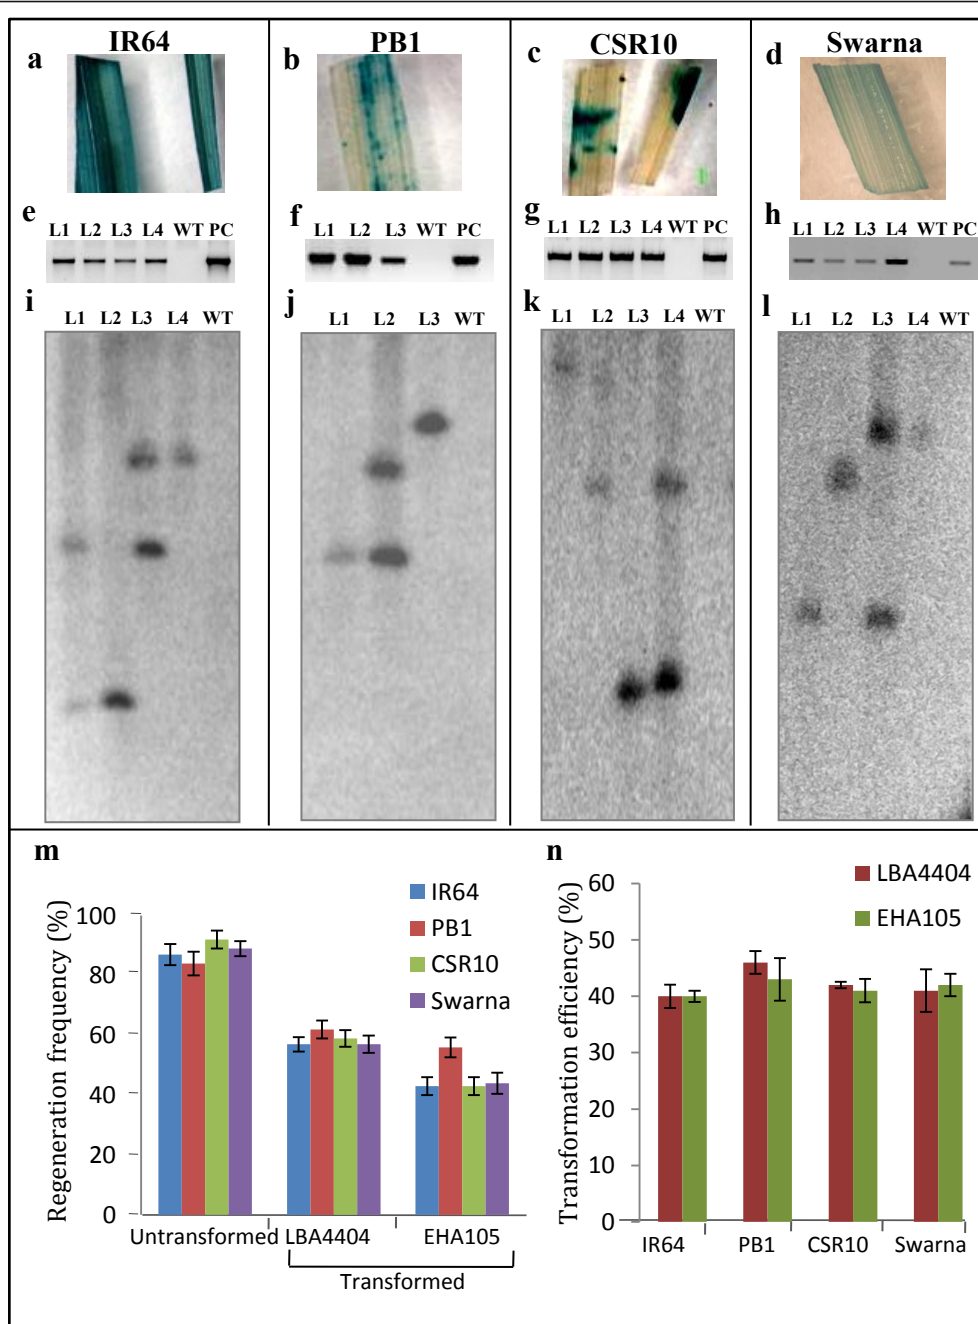 IR64 PB1 CSR10 Swarna
a b c d
e f g h
L1 L2 L3 L4 WT PC
L1 L2 L3 WT PC
L1 L2 L3 L4 WT PC
L1 L2 L3 L4 WT PC
i j k l
L1 L2 L3 L4 WT
L1 L2 L3 WT
L1 L2 L3 L4 WT
L1 L2 L3 L4 WT
m
Regeneration frequency (%)
100
80
60
40
20
0
IR64
PB1
CSR10
Swarna
Untransformed LBA4404 EHA105
Transformed
n
Transformation efficiency (%)
60
50
40
30
20
10
0
LBA4404
EHA105
IR64 PB1 CSR10 Swarna